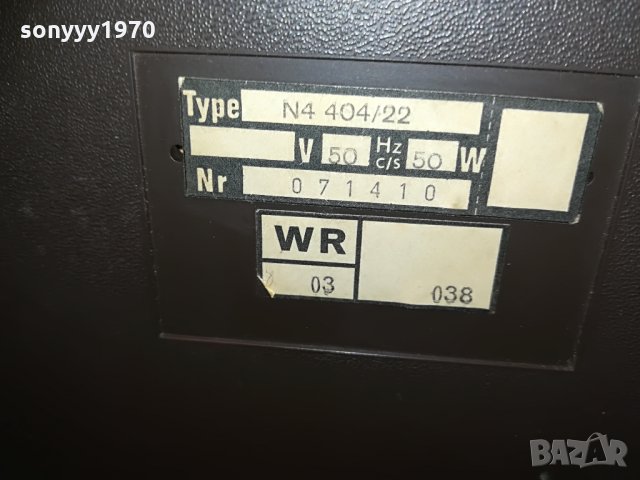 sonyyy1970
Type N4 404/22
V 50 Hz c/s 50 W
Nr 071410
WR
03 038
BAZAR